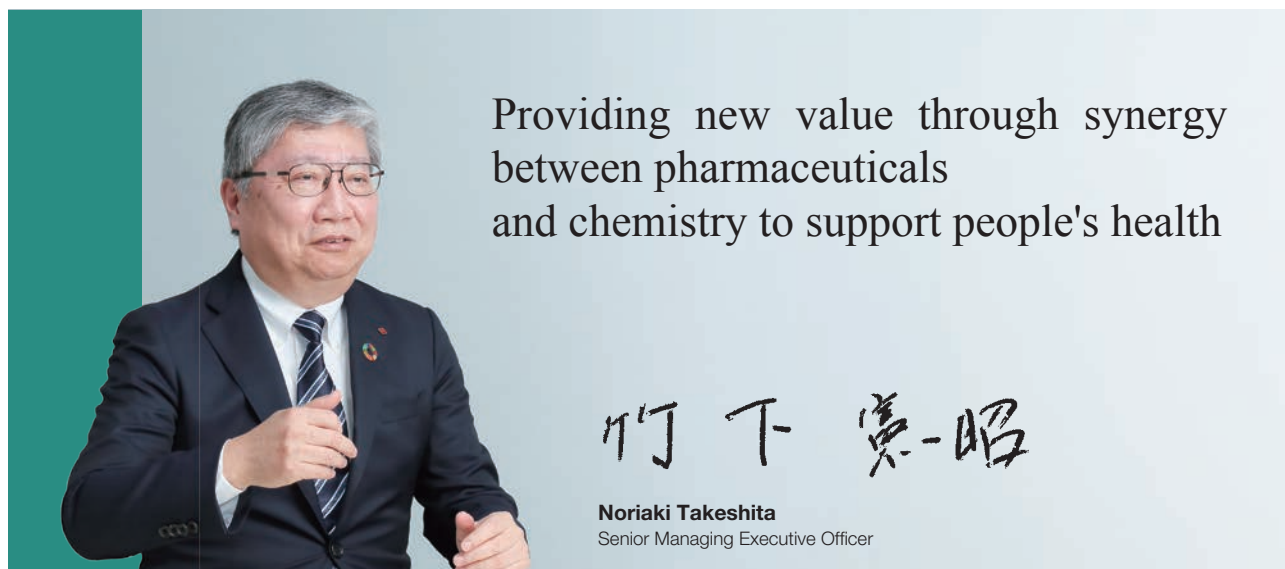 Providing new value through synergy
between pharmaceuticals
and chemistry to support people's health
竹下 憲昭
Noriaki Takeshita
Senior Managing Executive Officer